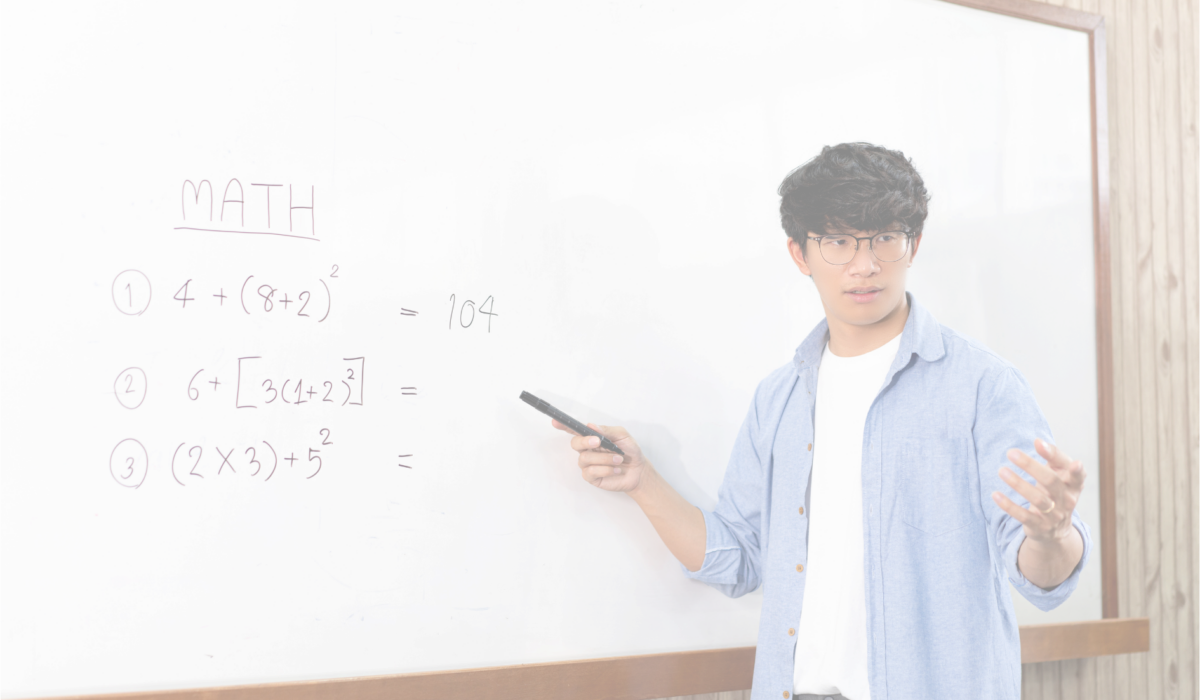 MATH
① 4 + (8+2)² = 104
② 6+ [3(1+2)²] =
③ (2×3)+5² =